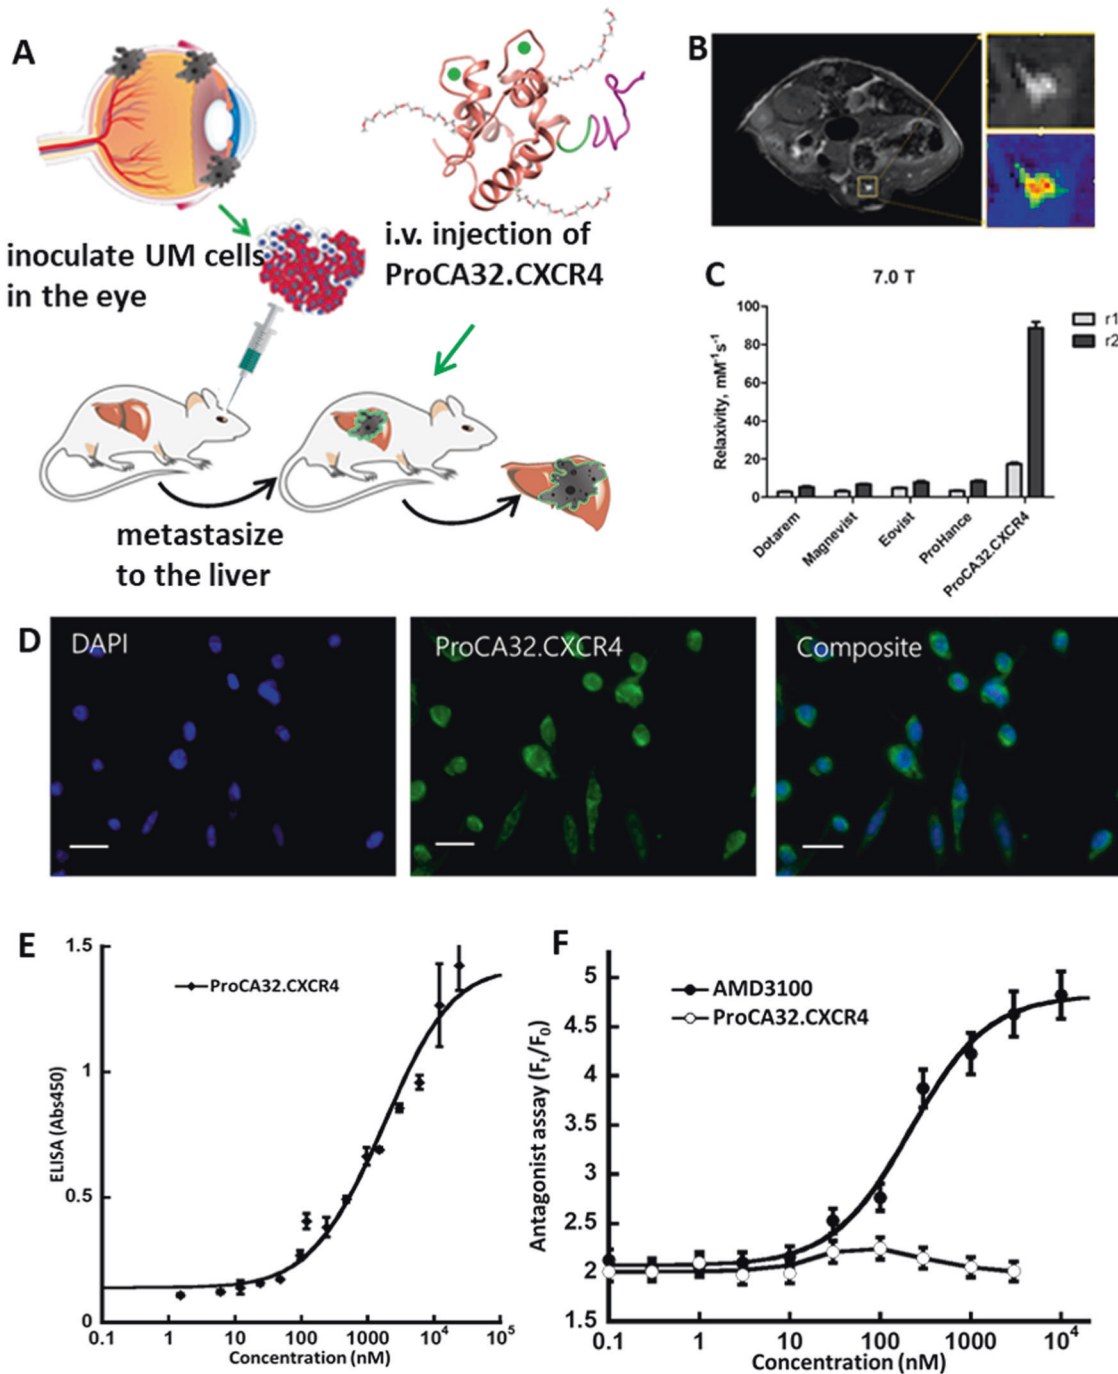 A
inoculate UM cells
in the eye
i.v. injection of
ProCA32.CXCR4
metastasize
to the liver
B
C
7.0 T
Relaxivity, mM⁻¹s⁻¹
100
80
60
40
20
0
r1
r2
Dotarem
Magnevist
Eovist
ProHance
ProCA32.CXCR4
D
DAPI
ProCA32.CXCR4
Composite
E
ELISA (Abs450)
1.5
1
0.5
0
ProCA32.CXCR4
0.1 1 10 100 1000 10⁴ 10⁵
Concentration (nM)
F
Antagonist assay (Fₜ/F₀)
5
4.5
4
3.5
3
2.5
2
1.5
AMD3100
ProCA32.CXCR4
0.1 1 10 100 1000 10⁴
Concentration (nM)